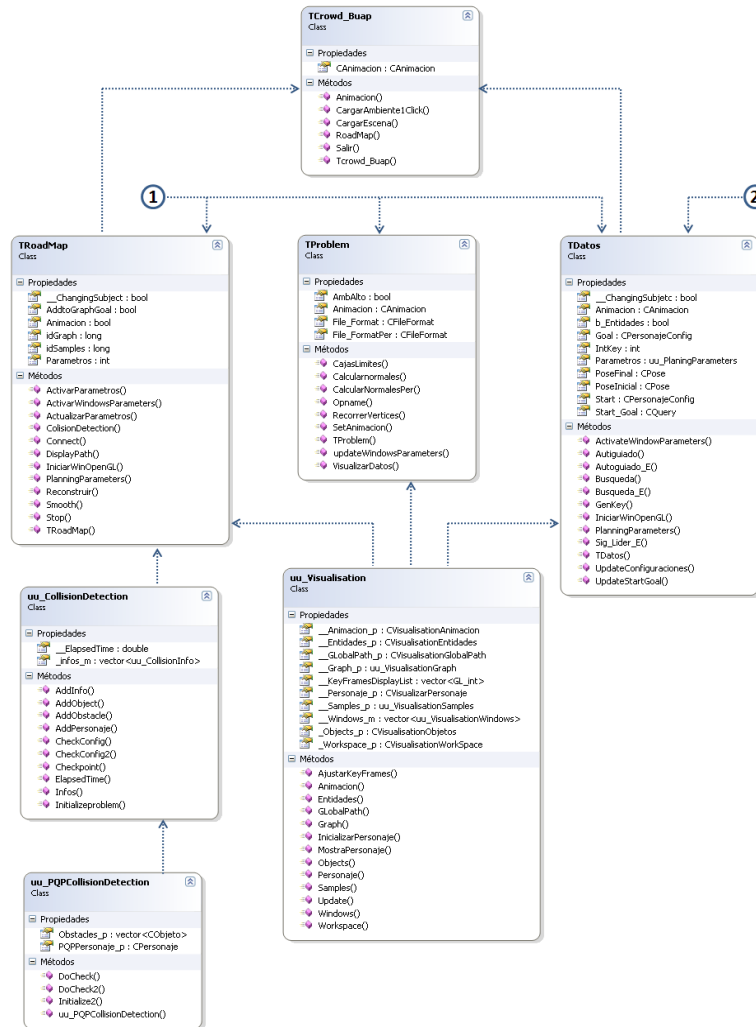 TCrowd_Buap
Class
Propiedades
CAnimacion : CAnimacion
Métodos
Animacion()
CargarAmbiente1Click()
CargarEscena()
RoadMap()
Salir()
Tcrowd_Buap()
1
2
TRoadMap
Class
Propiedades
__ChangingSubject : bool
AddtoGraphGoal : bool
Animacion : bool
idGraph : long
idSamples : long
Parametros : int
Métodos
ActivarParametros()
ActivarWindowsParameters()
ActualizarParametros()
ColisionDetection()
Connect()
DisplayPath()
IniciarWinOpenGL()
PlanningParameters()
Reconstruir()
Smooth()
Stop()
TRoadMap()
TProblem
Class
Propiedades
AmbAlto : bool
Animacion : CAnimacion
File_Format : CFileFormat
File_FormatPer : CFileFormat
Métodos
CajasLimites()
Calcularnormales()
CalcularNormalesPer()
Opname()
RecorrerVertices()
SetAnimacion()
TProblem()
updateWindowsParameters()
VisualizarDatos()
TDatos
Class
Propiedades
__ChangingSubjetc : bool
Animacion : CAnimacion
b_Entidades : bool
Goal : CPersonajeConfig
IntKey : int
Parametros : uu_PlaningParameters
PoseFinal : CPose
PoseInicial : CPose
Start : CPersonajeConfig
Start_Goal : CQuery
Métodos
ActivateWindowParameters()
Autiguiado()
Autoguiado_E()
Busqueda()
Busqueda_E()
GenKey()
IniciarWinOpenGL()
PlanningParameters()
Sig_Lider_E()
TDatos()
UpdateConfiguraciones()
UpdateStartGoal()
uu_CollisionDetection
Class
Propiedades
__ElapsedTime : double
_infos_m : vector<uu_CollisionInfo>
Métodos
AddInfo()
AddObject()
AddObstacle()
AddPersonaje()
CheckConfig()
CheckConfig2()
Checkpoint()
ElapsedTime()
Infos()
Initializeproblem()
uu_Visualisation
Class
Propiedades
__Animacion_p : CVisualisationAnimacion
__Entidades_p : CVisualisationEntidades
__GLobalPath_p : CVisualisationGlobalPath
__Graph_p : uu_VisualisationGraph
__KeyFramesDisplayList : vector<GL_int>
__Personaje_p : CVisualizarPersonaje
__Samples_p : uu_VisualisationSamples
__Windows_m : vector<uu_VisualisationWindows>
_Objects_p : CVisualisationObjetos
_Workspace_p : CVisualisationWorkSpace
Métodos
AjustarKeyFrames()
Animacion()
Entidades()
GLobalPath()
Graph()
InicializarPersonaje()
MostraPersonaje()
Objects()
Personaje()
Samples()
Update()
Windows()
Workspace()
uu_PQPCollisionDetection
Class
Propiedades
Obstacles_p : vector<CObjeto>
PQPPersonaje_p : CPersonaje
Métodos
DoCheck()
DoCheck2()
Initialize2()
uu_PQPCollisionDetection()